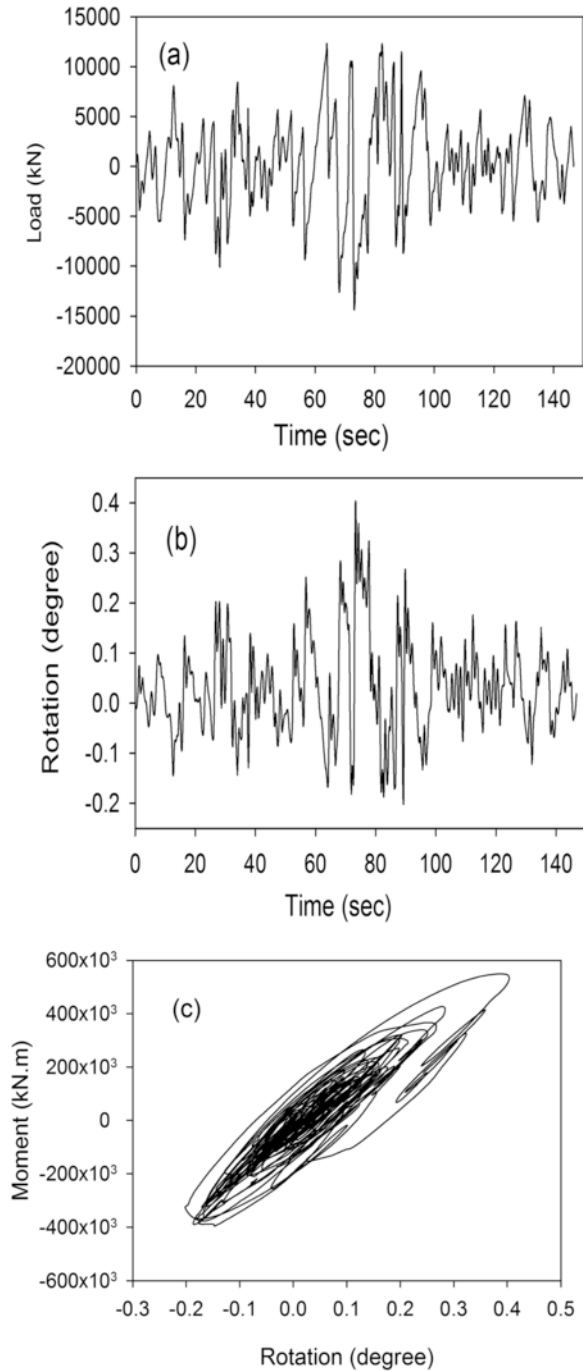 (a)
Load (kN)
15000
10000
5000
0
-5000
-10000
-15000
-20000
0 20 40 60 80 100 120 140
Time (sec)
(b)
Rotation (degree)
0.4
0.3
0.2
0.1
0.0
-0.1
-0.2
0 20 40 60 80 100 120 140
Time (sec)
(c)
Moment (kN.m)
600x10³
400x10³
200x10³
0
-200x10³
-400x10³
-600x10³
-0.3 -0.2 -0.1 0.0 0.1 0.2 0.3 0.4 0.5
Rotation (degree)